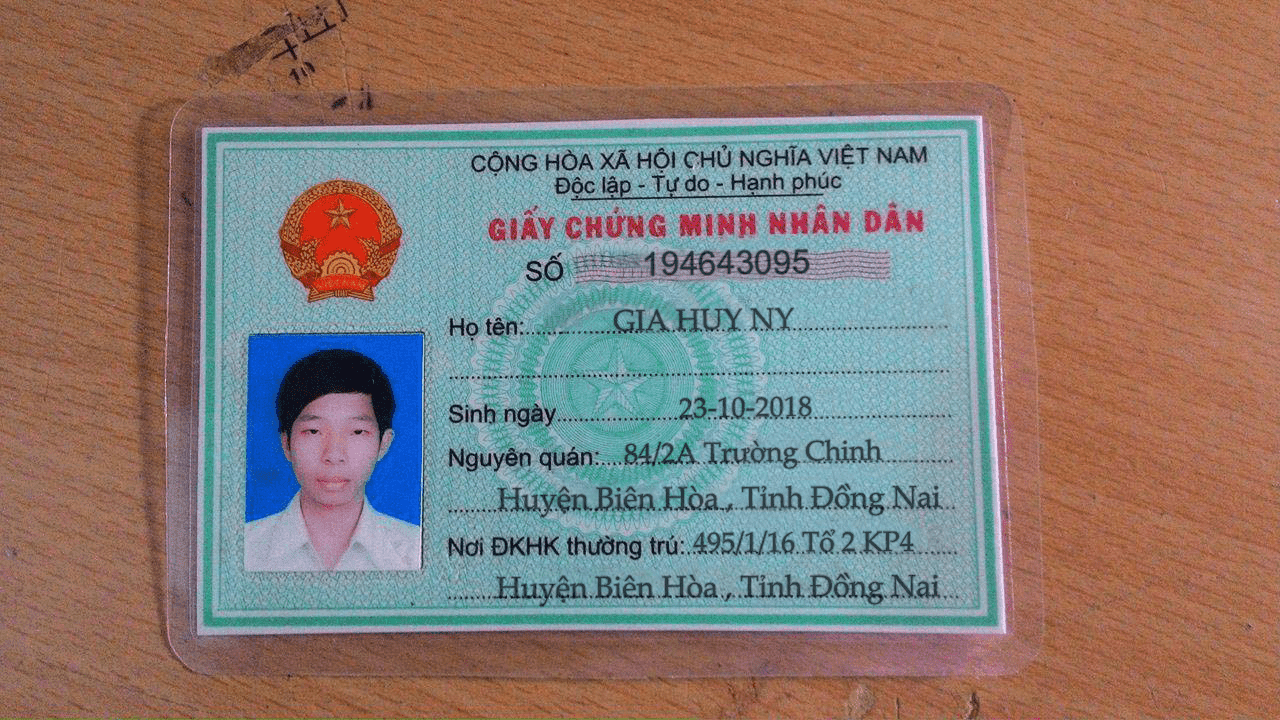 CỘNG HÒA XÃ HỘI CHỦ NGHĨA VIỆT NAM
Độc lập - Tự do - Hạnh phúc
GIẤY CHỨNG MINH NHÂN DÂN
SỐ 194643095
Họ tên: GIA HUY NY
Sinh ngày 23-10-2018
Nguyên quán: 84/2A Trường Chinh
Huyện Biên Hòa , Tỉnh Đồng Nai
Nơi ĐKHK thường trú: 495/1/16 Tổ 2 KP4
Huyện Biên Hòa , Tỉnh Đồng Nai